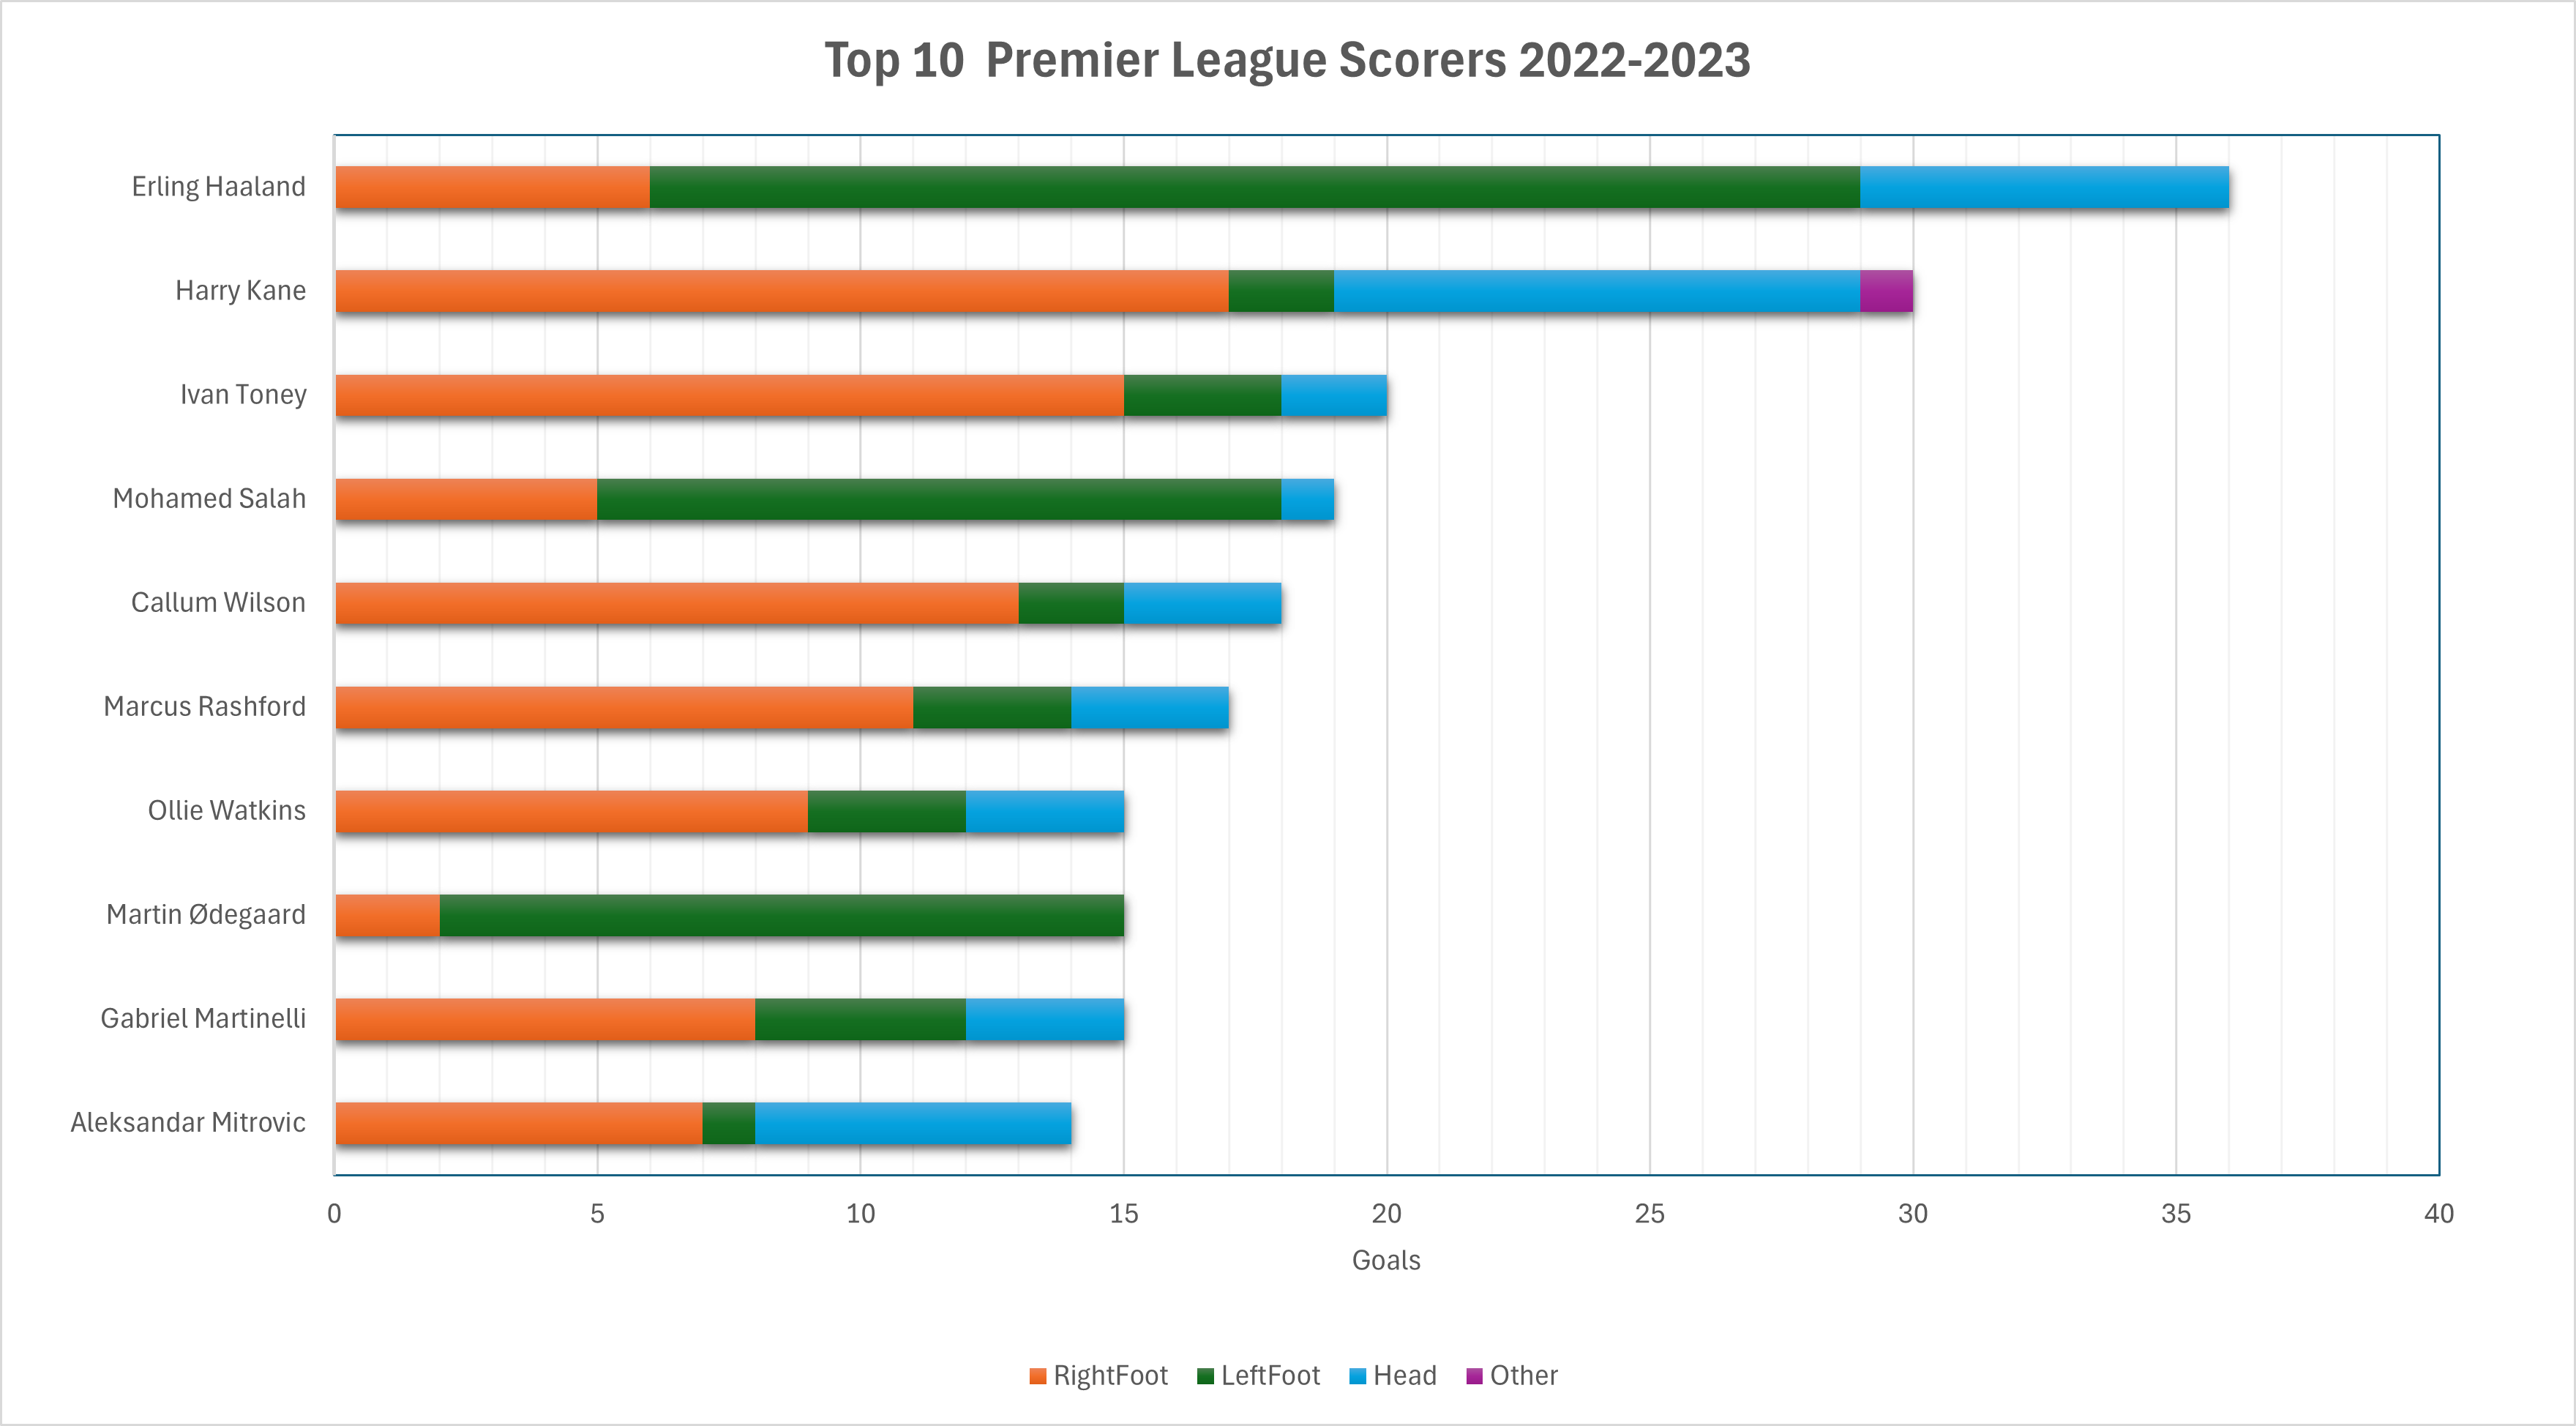 Top 10  Premier League Scorers 2022-2023
Erling Haaland
Harry Kane
Ivan Toney
Mohamed Salah
Callum Wilson
Marcus Rashford
Ollie Watkins
Martin Ødegaard
Gabriel Martinelli
Aleksandar Mitrovic
0 5 10 15 20 25 30 35 40
Goals
RightFoot LeftFoot Head Other